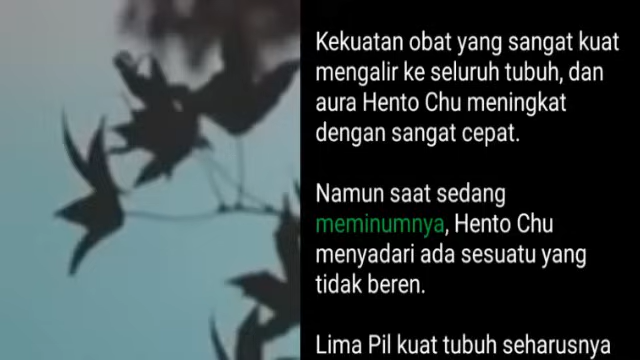 Kekuatan obat yang sangat kuat
mengalir ke seluruh tubuh, dan
aura Hento Chu meningkat
dengan sangat cepat.
Namun saat sedang
meminumnya, Hento Chu
menyadari ada sesuatu yang
tidak beren.
Lima Pil kuat tubuh seharusnya